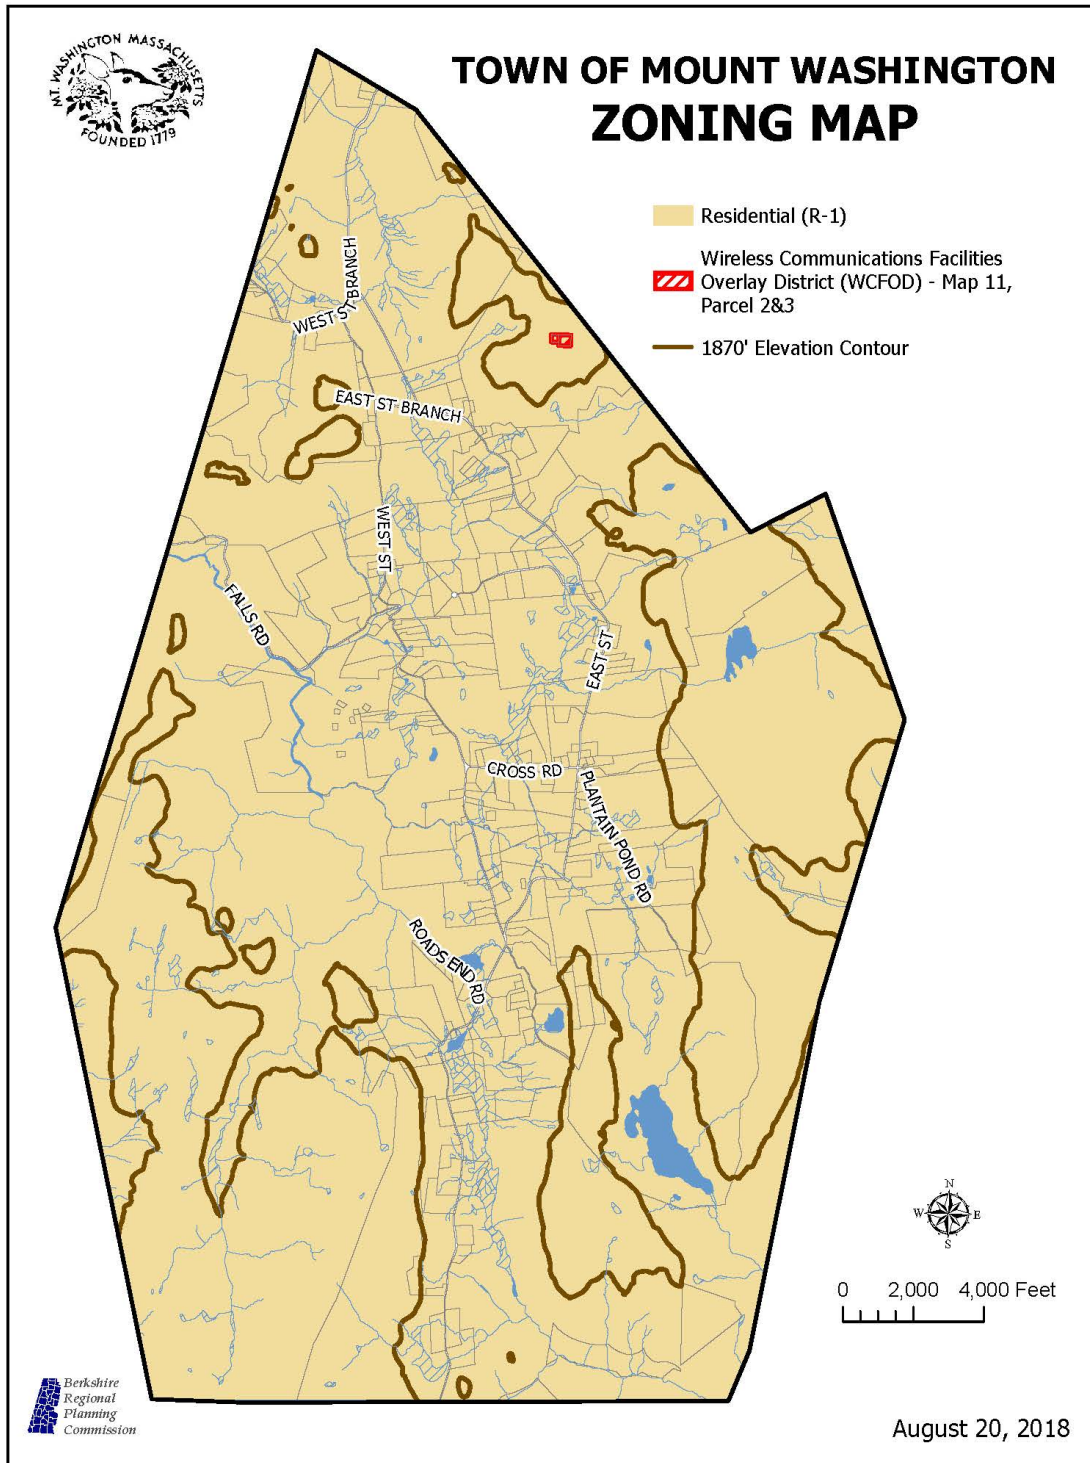 MT. WASHINGTON MASSACHUSETTS
FOUNDED 1779
TOWN OF MOUNT WASHINGTON
ZONING MAP
Residential (R-1)
Wireless Communications Facilities
Overlay District (WCFOD) - Map 11,
Parcel 2&3
1870' Elevation Contour
WEST ST BRANCH
EAST ST BRANCH
WEST ST
FALLS RD
EAST ST
CROSS RD
PLANTAIN POND RD
ROADS END RD
N
W
E
S
0 2,000 4,000 Feet
Berkshire
Regional
Planning
Commission
August 20, 2018